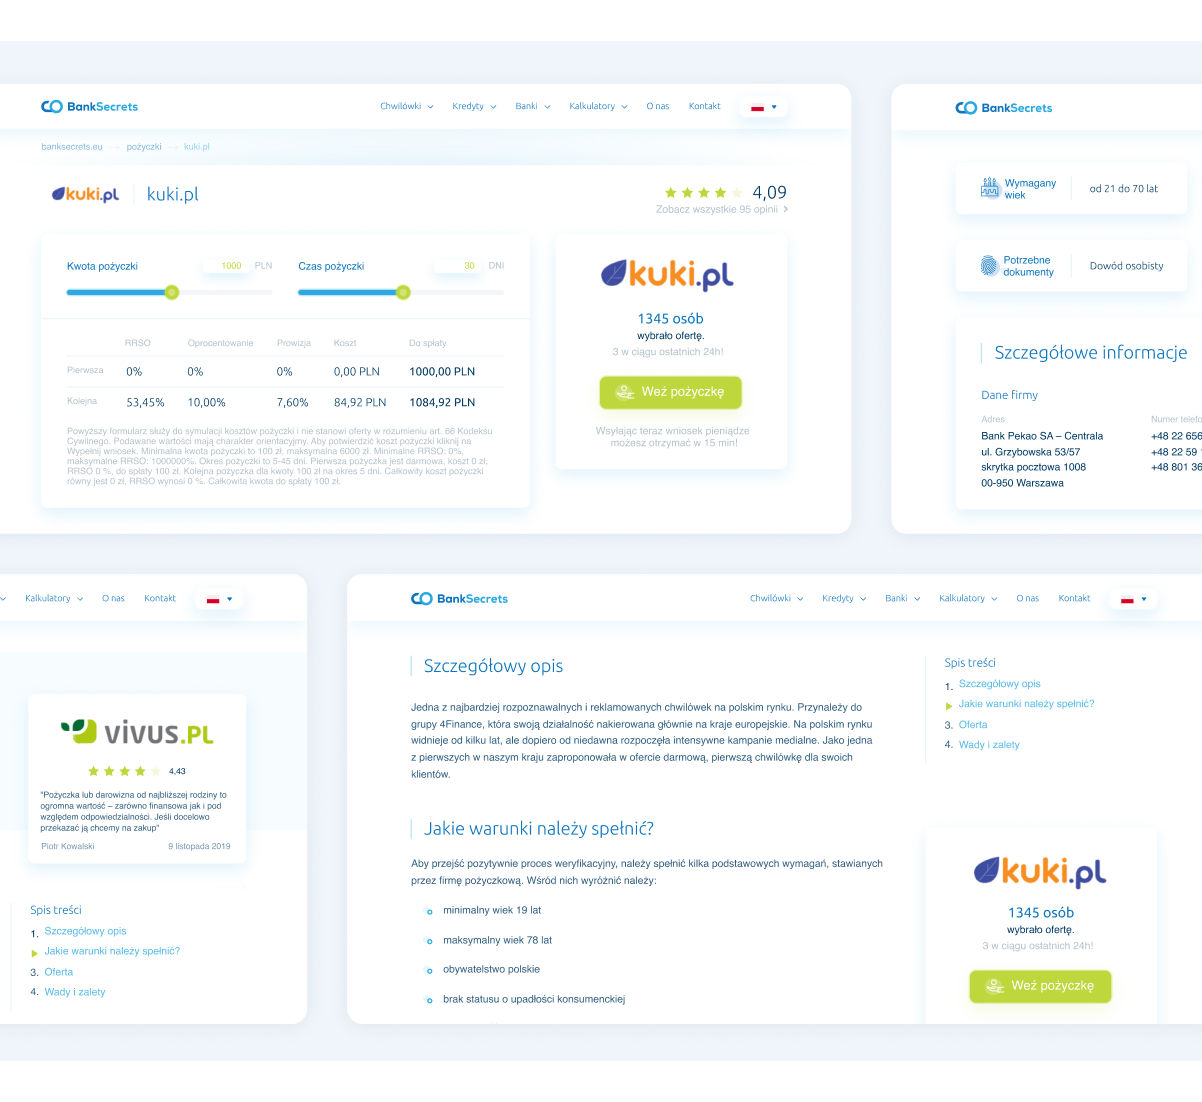 BankSecrets
Chwilówki Kredyty Banki Kalkulatory O nas Kontakt
banksecrets.eu pożyczki kuki.pl
kuki.pl kuki.pl
4,09
Zobacz wszystkie 95 opinii
Kwota pożyczki 1000 PLN Czas pożyczki 30 DNI
RRSO Oprocentowanie Prowizja Koszt Do spłaty
Pierwsza 0% 0% 0% 0,00 PLN 1000,00 PLN
Kolejna 53,45% 10,00% 7,60% 84,92 PLN 1084,92 PLN
Powyższy formularz służy do symulacji kosztów pożyczki i nie stanowi oferty w rozumieniu art. 66 Kodeksu
Cywilnego. Podawane wartości mają charakter orientacyjny. Aby potwierdzić koszt pożyczki kliknij na
Wypełnij wniosek. Minimalna kwota pożyczki to 100 zł, maksymalna 6000 zł. Minimalne RRSO: 0%,
maksymalne RRSO: 1000000%. Okres pożyczki to 5-45 dni. Pierwsza pożyczka jest darmowa, koszt 0 zł,
RRSO 0 %, do spłaty 100 zł. Kolejna pożyczka dla kwoty 100 zł na okres 5 dni. Całkowity koszt pożyczki
równy jest 0 zł, RRSO wynosi 0 %. Całkowita kwota do spłaty 100 zł.
kuki.pl
1345 osób
wybrało ofertę.
3 w ciągu ostatnich 24h!
Weź pożyczkę
Wsyłając teraz wniosek pieniądze
możesz otrzymać w 15 min!
BankSecrets
Wymagany
wiek
od 21 do 70 lat
Potrzebne
dokumenty
Dowód osobisty
Szczegółowe informacje
Dane firmy
Adres
Bank Pekao SA – Centrala
ul. Grzybowska 53/57
skrytka pocztowa 1008
00-950 Warszawa
Numer telefo
+48 22 656
+48 22 59
+48 801 36
Kalkulatory O nas Kontakt
VIVUS.PL
4,43
"Pożyczka lub darowizna od najbliższej rodziny to
ogromna wartość – zarówno finansowa jak i pod
względem odpowiedzialności. Jeśli docelowo
przekazać ją chcemy na zakup"
Piotr Kowalski 9 listopada 2019
Spis treści
1. Szczegółowy opis
Jakie warunki należy spełnić?
3. Oferta
4. Wady i zalety
BankSecrets
Chwilówki Kredyty Banki Kalkulatory O nas Kontakt
Szczegółowy opis
Jedna z najbardziej rozpoznawalnych i reklamowanych chwilówek na polskim rynku. Przynależy do
grupy 4Finance, która swoją działalność nakierowana głównie na kraje europejskie. Na polskim rynku
widnieje od kilku lat, ale dopiero od niedawna rozpoczęła intensywne kampanie medialne. Jako jedna
z pierwszych w naszym kraju zaproponowała w ofercie darmową, pierwszą chwilówkę dla swoich
klientów.
Jakie warunki należy spełnić?
Aby przejść pozytywnie proces weryfikacyjny, należy spełnić kilka podstawowych wymagań, stawianych
przez firmę pożyczkową. Wśród nich wyróżnić należy:
minimalny wiek 19 lat
maksymalny wiek 78 lat
obywatelstwo polskie
brak statusu o upadłości konsumenckiej
Spis treści
1. Szczegółowy opis
Jakie warunki należy spełnić?
3. Oferta
4. Wady i zalety
kuki.pl
1345 osób
wybrało ofertę.
3 w ciągu ostatnich 24h!
Weź pożyczkę